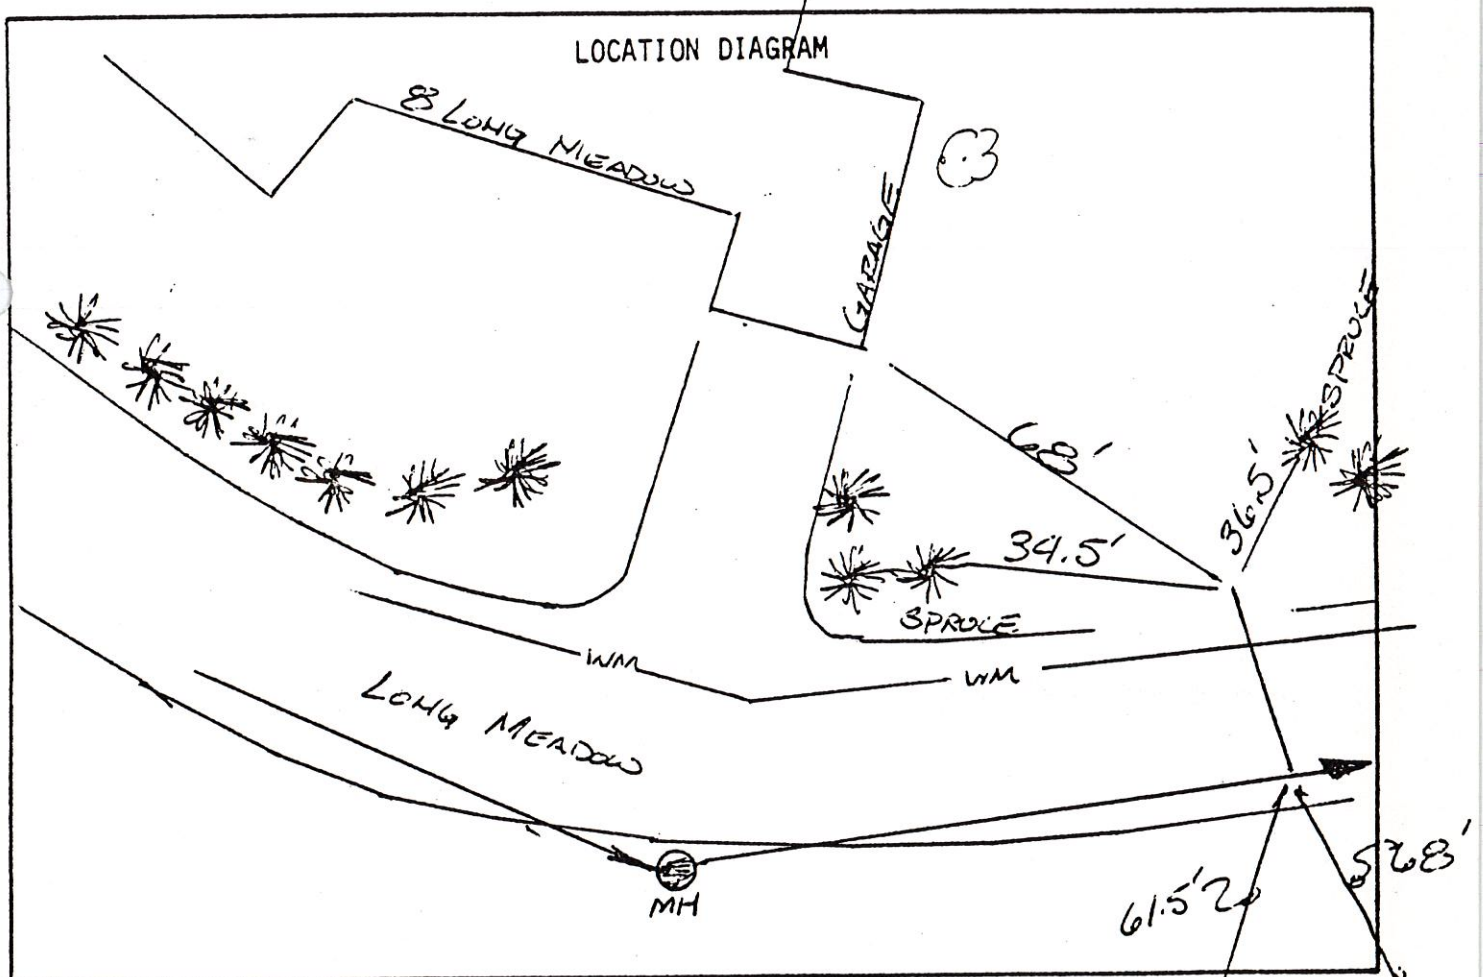 LOCATION DIAGRAM
8 LONG MEADOW
GARAGE
SPRUCE
60'
36.5'
34.5'
SPRUCE
WM
WM
LONG MEADOW
MH
61.5'